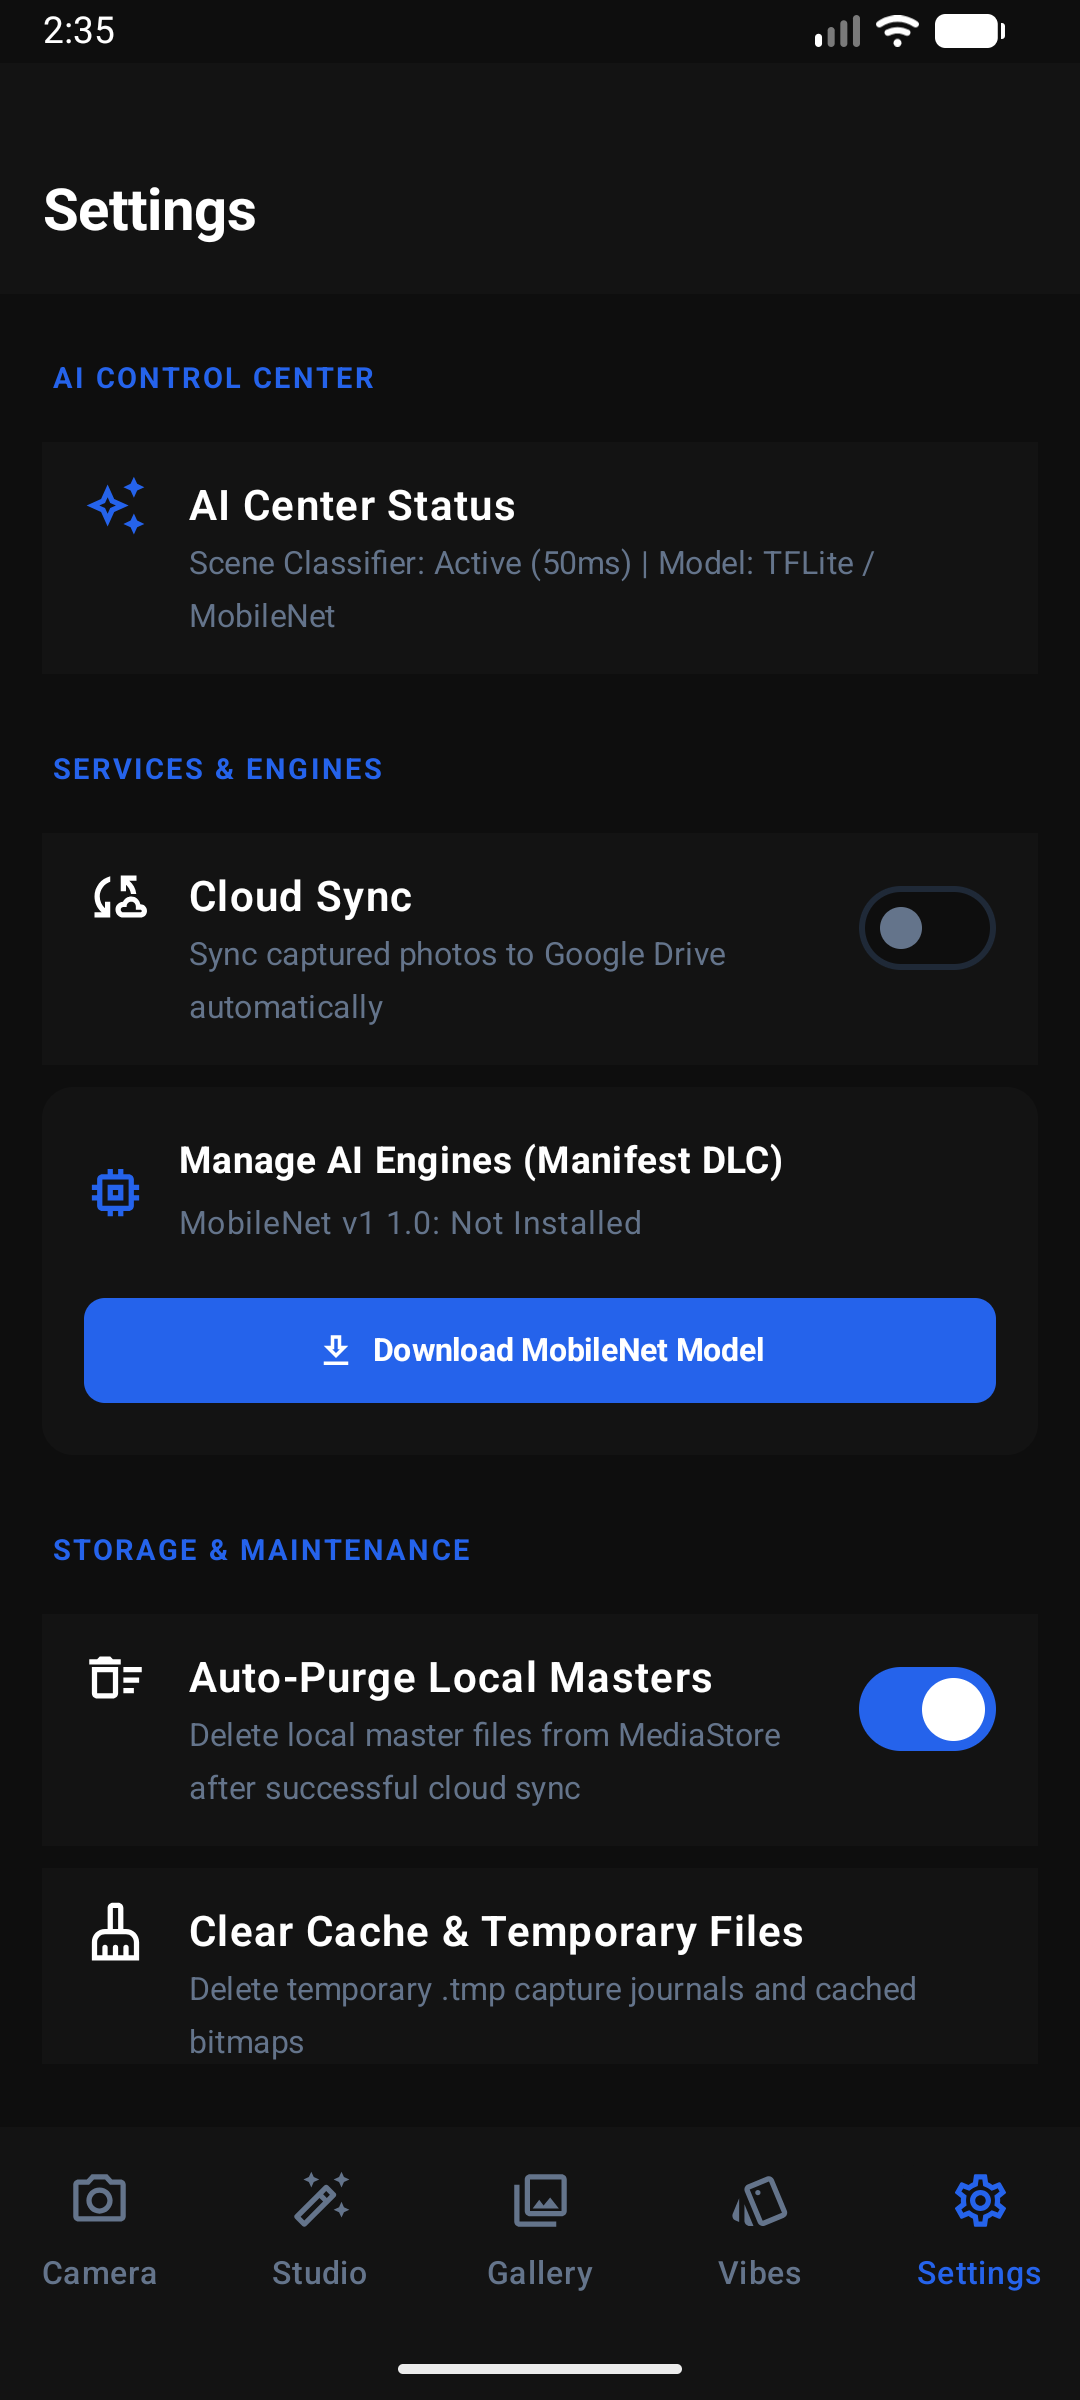 2:35
Settings
AI CONTROL CENTER
AI Center Status
Scene Classifier: Active (50ms) | Model: TFLite /
MobileNet
SERVICES & ENGINES
Cloud Sync
Sync captured photos to Google Drive
automatically
Manage AI Engines (Manifest DLC)
MobileNet v1 1.0: Not Installed
Download MobileNet Model
STORAGE & MAINTENANCE
Auto-Purge Local Masters
Delete local master files from MediaStore
after successful cloud sync
Clear Cache & Temporary Files
Delete temporary .tmp capture journals and cached
bitmaps
Camera
Studio
Gallery
Vibes
Settings